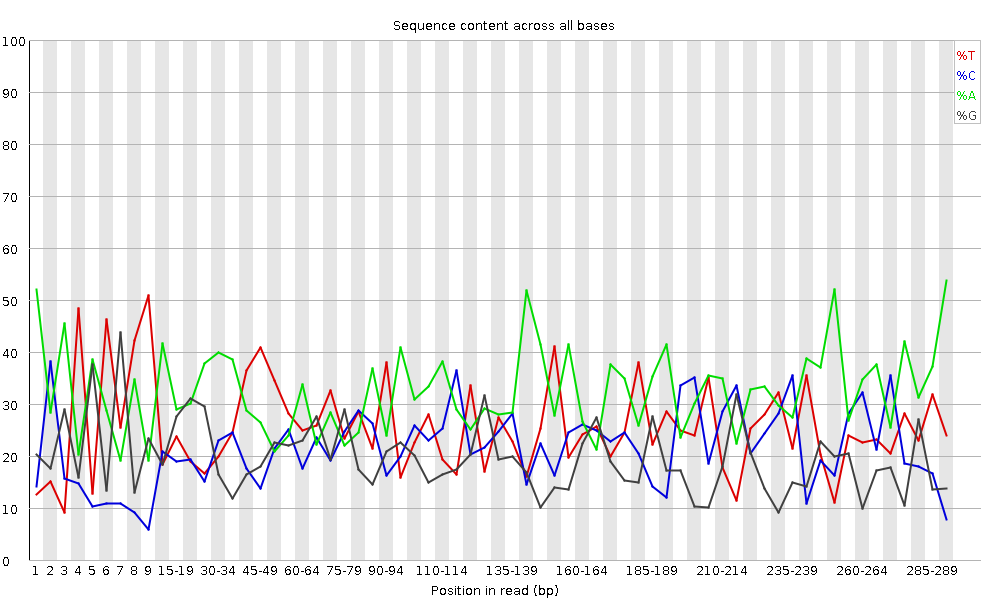 Sequence content across all bases
100
90
80
70
60
50
40
30
20
10
0
%T
%C
%A
%G
1 2 3 4 5 6 7 8 9 15-19 30-34 45-49 60-64 75-79 90-94 110-114 135-139 160-164 185-189 210-214 235-239 260-264 285-289
Position in read (bp)